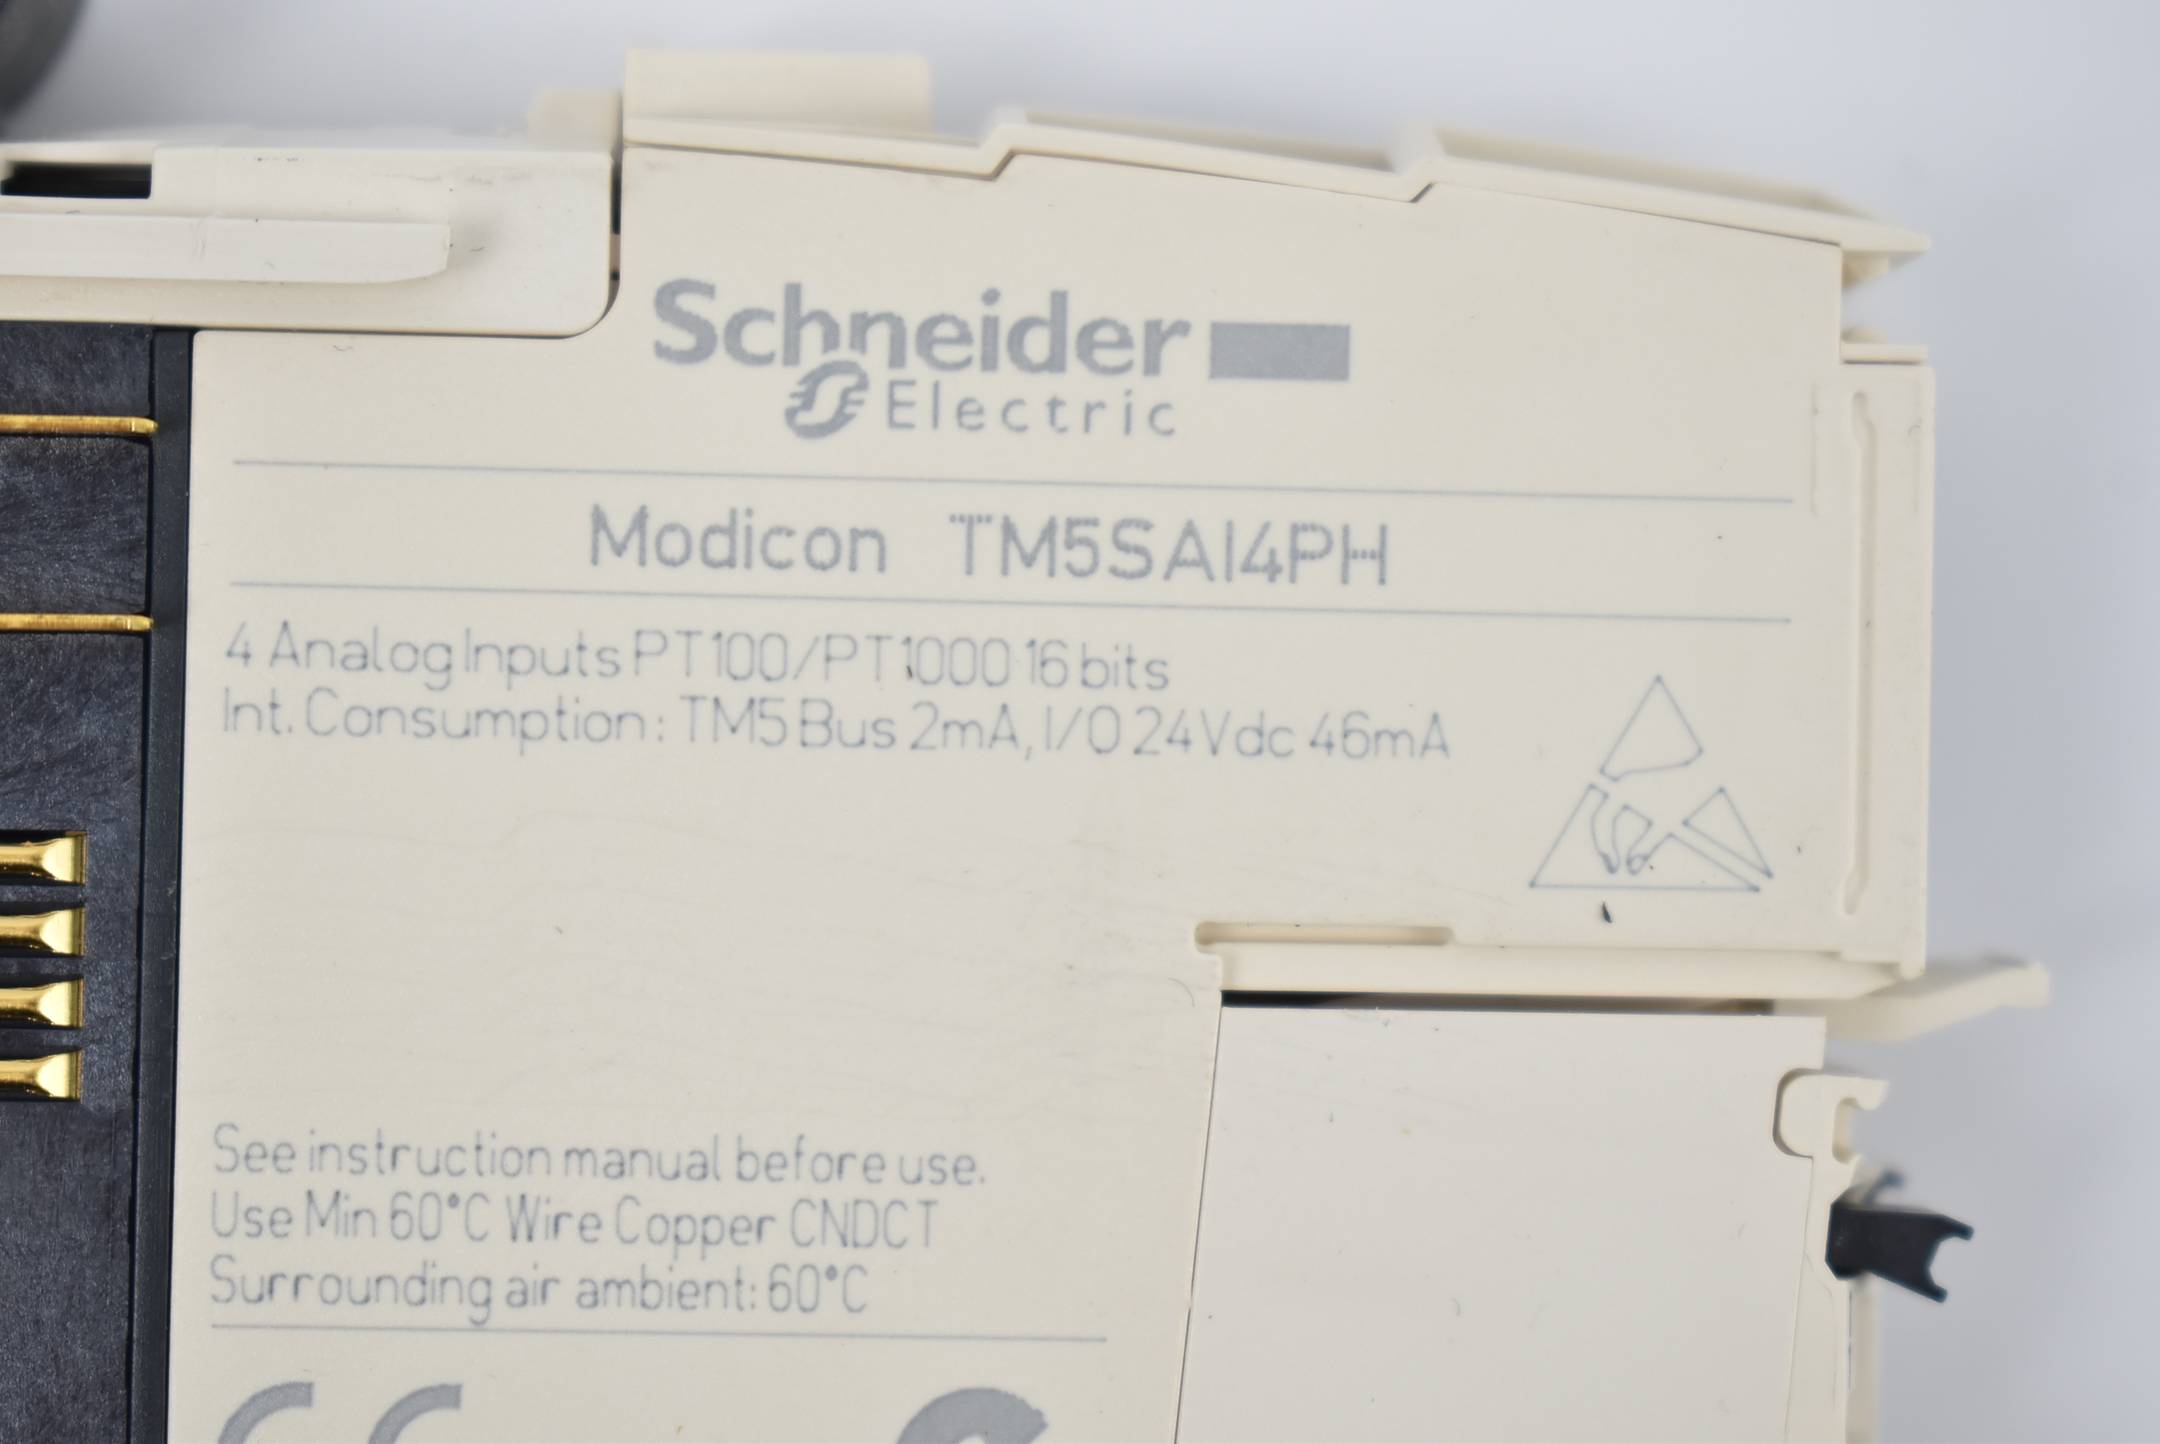 Schneider
Electric
Modicon TM5SAI4PH
4 Analog Inputs PT100/PT1000 16 bits
Int. Consumption: TM5 Bus 2mA, I/O 24Vdc 46mA
See instruction manual before use.
Use Min 60°C Wire Copper CNDCT
Surrounding air ambient: 60°C